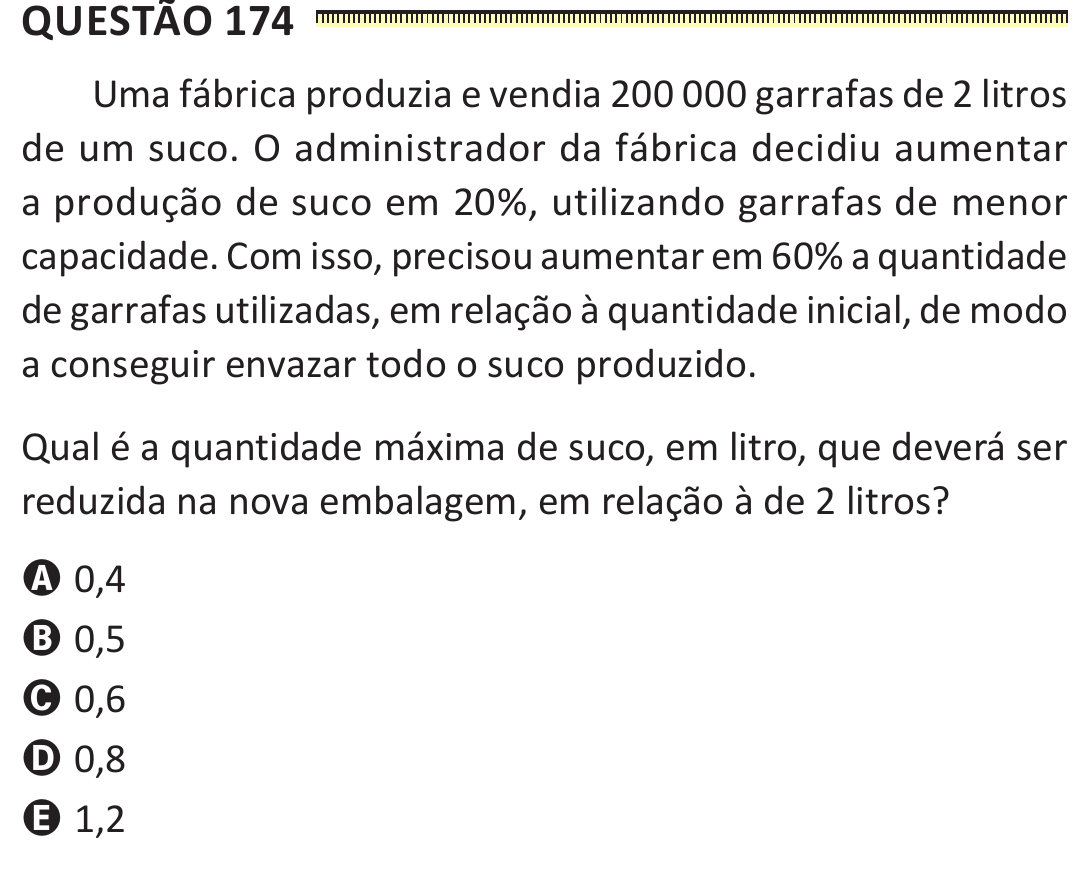 QUESTÃO 174
Uma fábrica produzia e vendia 200 000 garrafas de 2 litros
de um suco. O administrador da fábrica decidiu aumentar
a produção de suco em 20%, utilizando garrafas de menor
capacidade. Com isso, precisou aumentar em 60% a quantidade
de garrafas utilizadas, em relação à quantidade inicial, de modo
a conseguir envazar todo o suco produzido.
Qual é a quantidade máxima de suco, em litro, que deverá ser
reduzida na nova embalagem, em relação à de 2 litros?
A 0,4
B 0,5
C 0,6
D 0,8
E 1,2